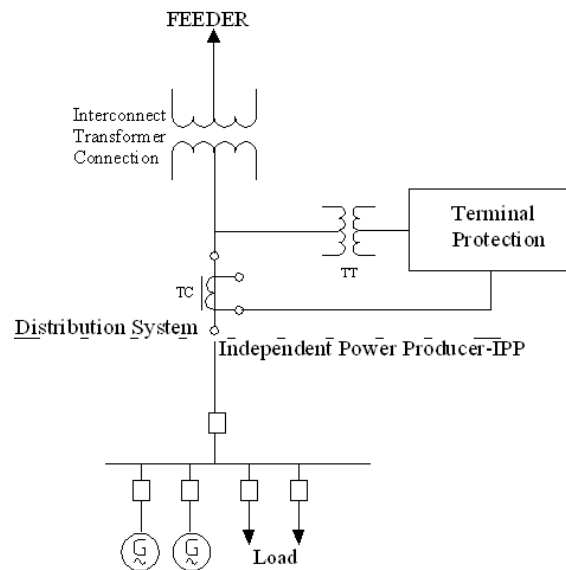 FEEDER
Interconnect
Transformer
Connection
Terminal
Protection
TT
TC
Distribution System
Independent Power Producer-IPP
G
G
Load